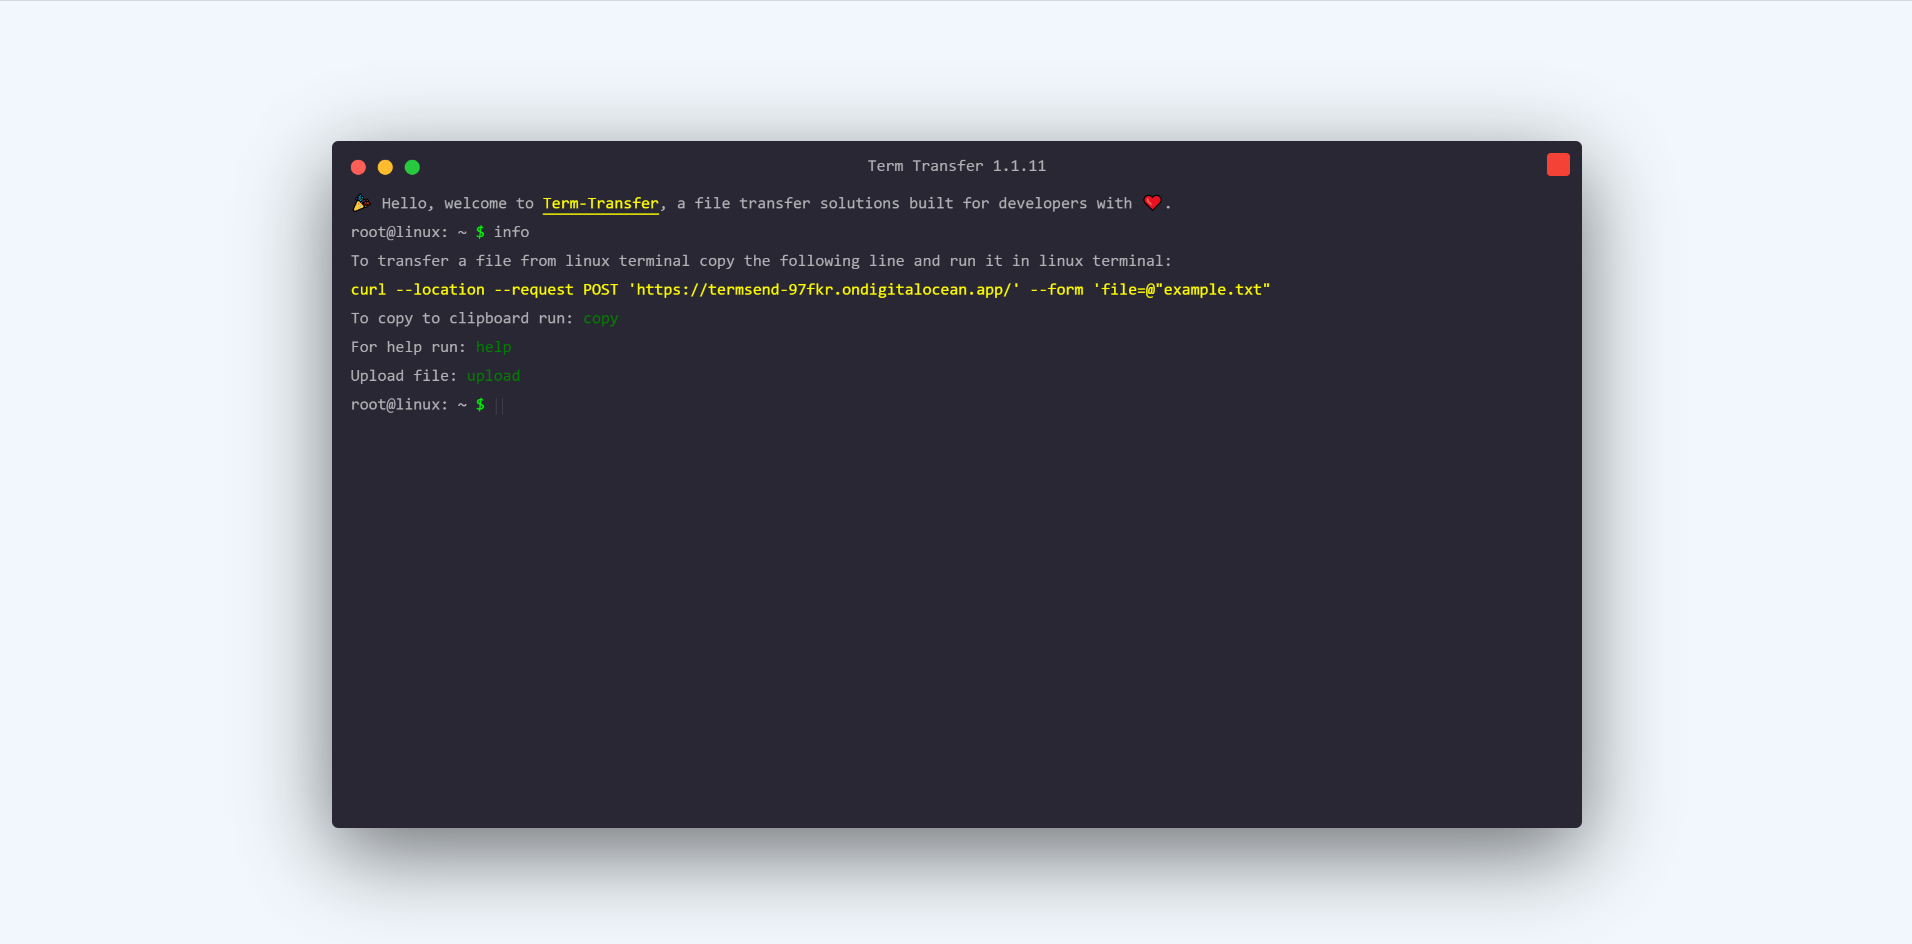 Term Transfer 1.1.11
🎉 Hello, welcome to Term-Transfer, a file transfer solutions built for developers with ❤️.
root@linux: ~ $ info
To transfer a file from linux terminal copy the following line and run it in linux terminal:
curl --location --request POST 'https://termsend-97fkr.ondigitalocean.app/' --form 'file=@"example.txt"
To copy to clipboard run: copy
For help run: help
Upload file: upload
root@linux: ~ $